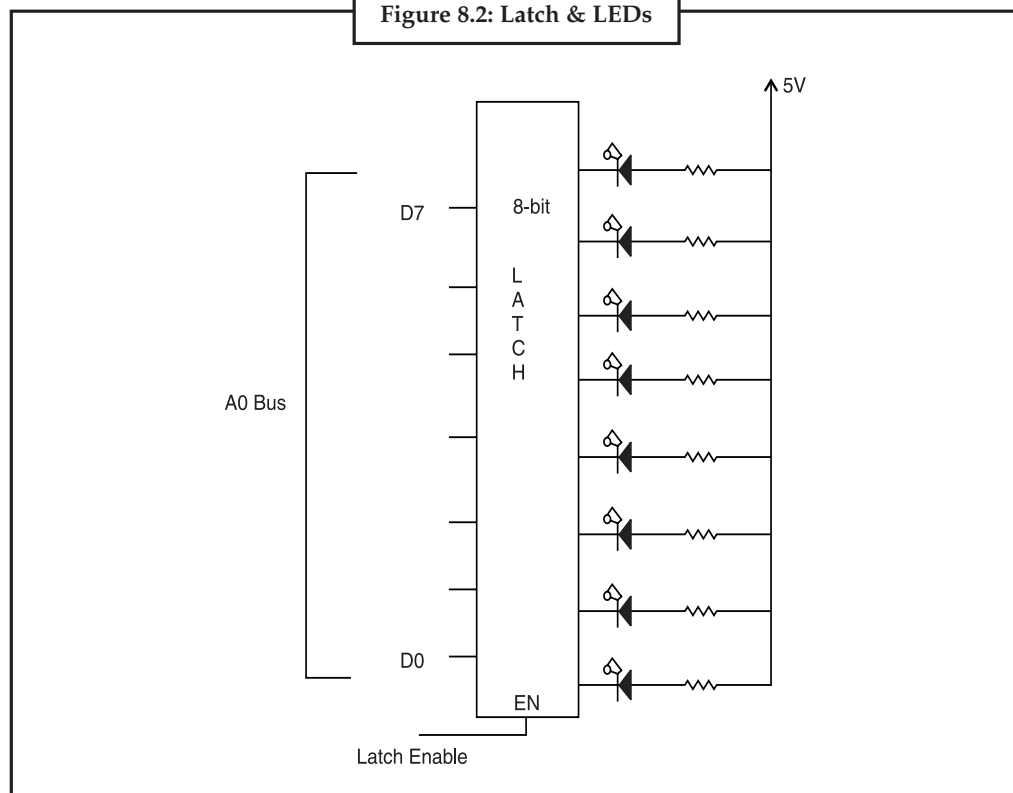 Figure 8.2: Latch & LEDs
5V
D7
8-bit
L
A
T
C
H
A0 Bus
D0
EN
Latch Enable